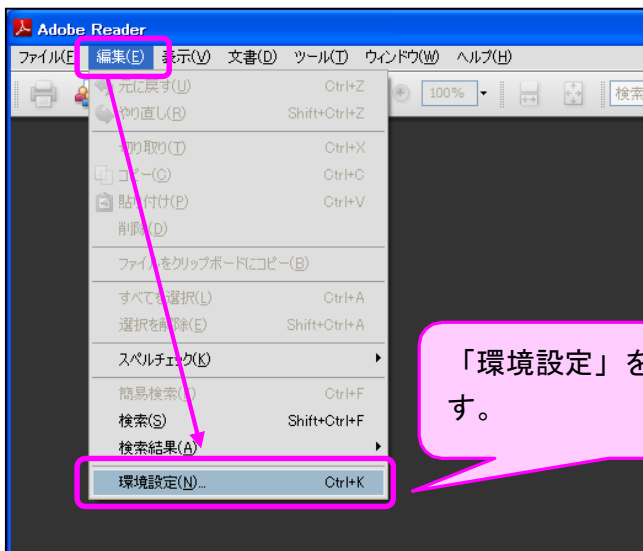 Adobe Reader
ファイル(F 編集(E) 表示(V) 文書(D) ツール(T) ウィンドウ(W) ヘルプ(H)
100% 検索
元に戻す(U) Ctrl+Z
やり直し(R) Shift+Ctrl+Z
切り取り(T) Ctrl+X
コピー(C) Ctrl+C
貼り付け(P) Ctrl+V
削除(D)
ファイルをクリップボードにコピー(B)
すべてを選択(L) Ctrl+A
選択を解除(E) Shift+Ctrl+A
スペルチェック(K)
簡易検索(F) Ctrl+F
検索(S) Shift+Ctrl+F
検索結果(A)
環境設定(N)... Ctrl+K
「環境設定」を
す。